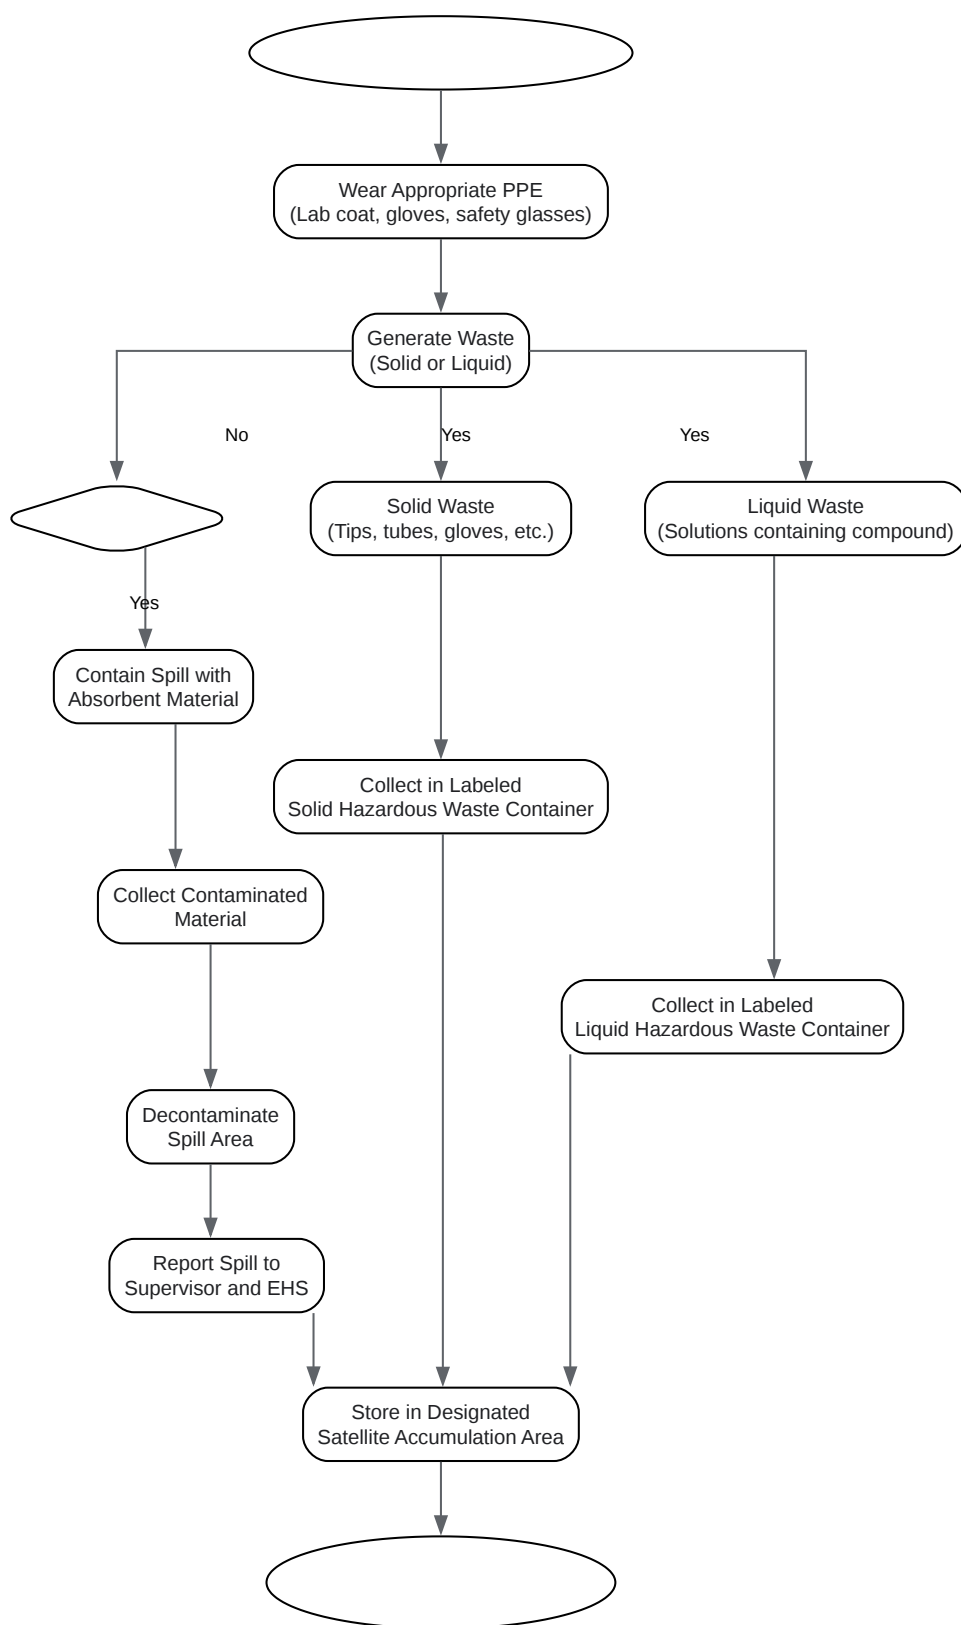 Wear Appropriate PPE
(Lab coat, gloves, safety glasses)
Generate Waste
(Solid or Liquid)
No
Yes
Yes
Solid Waste
(Tips, tubes, gloves, etc.)
Liquid Waste
(Solutions containing compound)
Yes
Contain Spill with
Absorbent Material
Collect in Labeled
Solid Hazardous Waste Container
Collect Contaminated
Material
Collect in Labeled
Liquid Hazardous Waste Container
Decontaminate
Spill Area
Report Spill to
Supervisor and EHS
Store in Designated
Satellite Accumulation Area